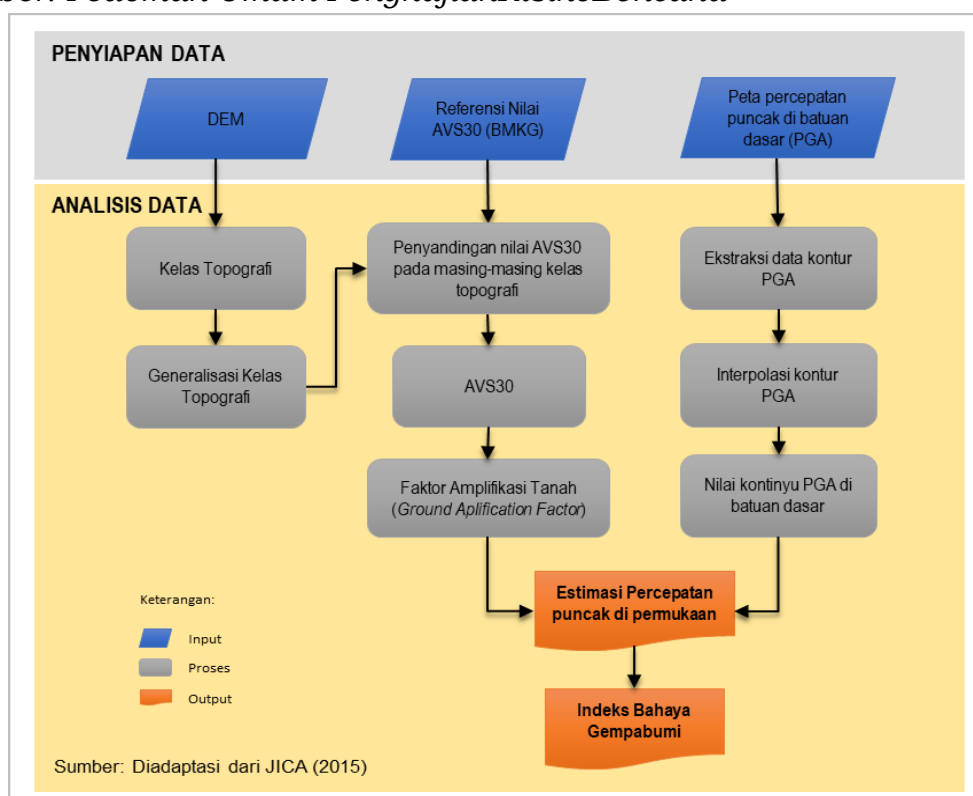 Pedoman Umum PengkajianRisikoBencana
PENYIAPAN DATA
DEM
Referensi Nilai
AVS30 (BMKG)
Peta percepatan
puncak di batuan
dasar (PGA)
ANALISIS DATA
Kelas Topografi
Generalisasi Kelas
Topografi
Penyandingan nilai AVS30
pada masing-masing kelas
topografi
AVS30
Faktor Amplifikasi Tanah
(Ground Aplification Factor)
Ekstraksi data kontur
PGA
Interpolasi kontur
PGA
Nilai kontinyu PGA di
batuan dasar
Estimasi Percepatan
puncak di permukaan
Indeks Bahaya
Gempabumi
Keterangan:
Input
Proses
Output
Sumber: Diadaptasi dari JICA (2015)